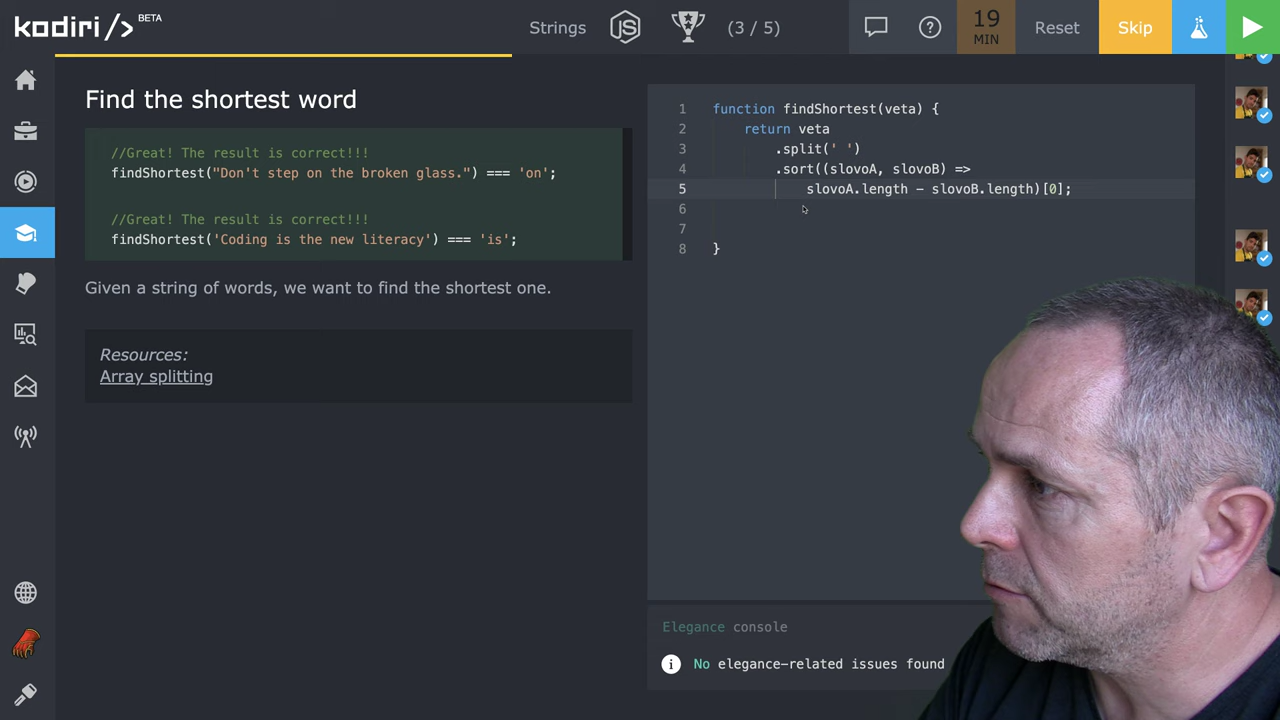 kodiri/> BETA
Strings
JS
(3 / 5)
19
MIN
Reset
Skip
Find the shortest word
//Great! The result is correct!!!
findShortest("Don't step on the broken glass.") === 'on';
//Great! The result is correct!!!
findShortest('Coding is the new literacy') === 'is';
Given a string of words, we want to find the shortest one.
Resources:
Array splitting
1 function findShortest(veta) {
2 return veta
3 .split(' ')
4 .sort((slovoA, slovoB) =>
5 slovoA.length - slovoB.length)[0];
6
7
8 }
Elegance console
No elegance-related issues found